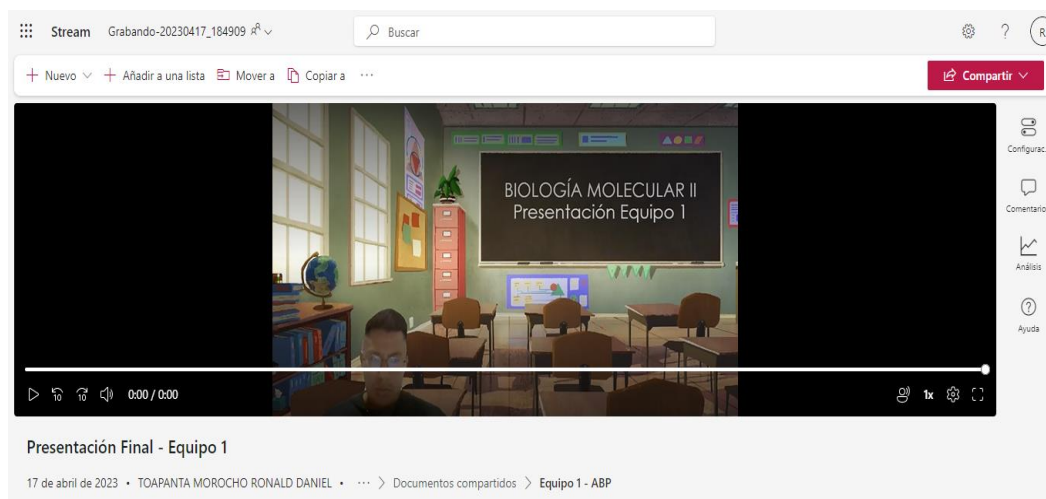 Stream Grabando-20230417_184909 Buscar ? R
+ Nuevo + Añadir a una lista Mover a Copiar a ... Compartir
Configurac.
Comentario
Análisis
Ayuda
BIOLOGÍA MOLECULAR II
Presentación Equipo 1
10 10 0:00 / 0:00 1x
Presentación Final - Equipo 1
17 de abril de 2023 • TOAPANTA MOROCHO RONALD DANIEL • ... > Documentos compartidos > Equipo 1 - ABP